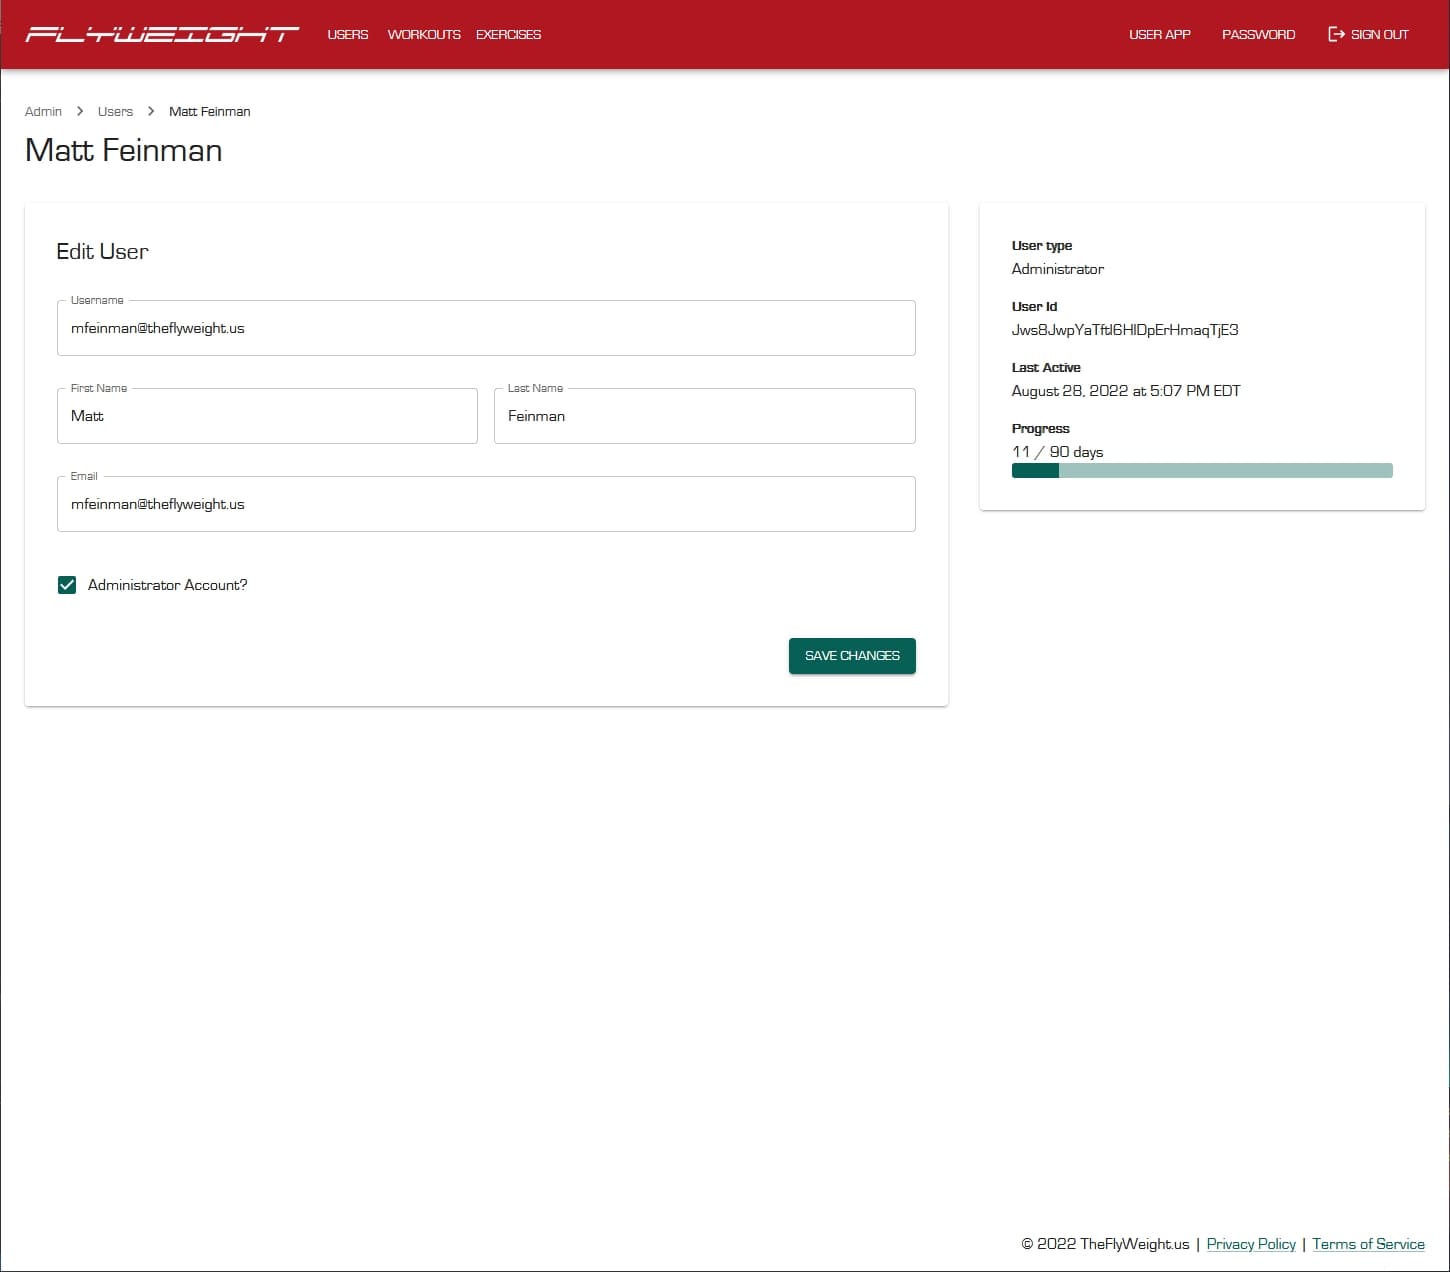 FLYWEIGHT USERS WORKOUTS EXERCISES USER APP PASSWORD SIGN OUT
Admin > Users > Matt Feinman
Matt Feinman
Edit User
Username
mfeinman@theflyweight.us
First Name
Matt
Last Name
Feinman
Email
mfeinman@theflyweight.us
Administrator Account?
SAVE CHANGES
User type
Administrator
User Id
Jws8JwpYaTftl6HlDpErHmaqTjE3
Last Active
August 28, 2022 at 5:07 PM EDT
Progress
11 / 90 days
© 2022 TheFlyWeight.us | Privacy Policy | Terms of Service